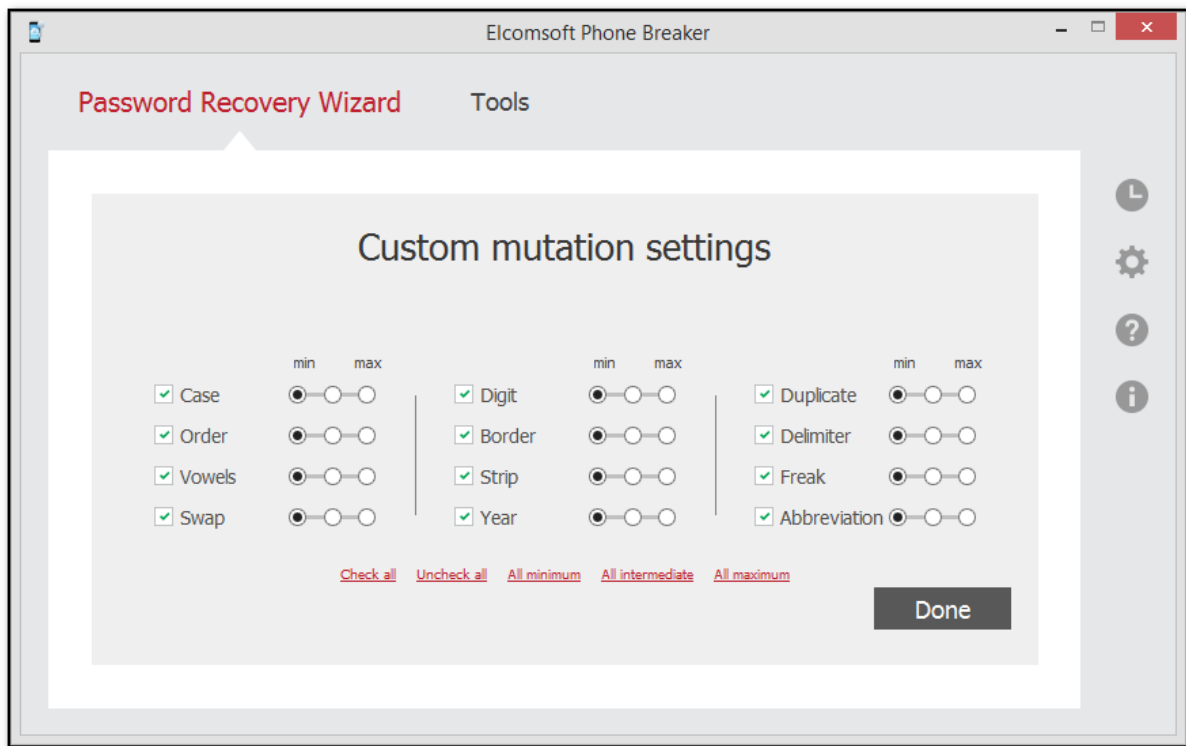 Elcomsoft Phone Breaker
Password Recovery Wizard Tools
Custom mutation settings
min max min max min max
Case Digit Duplicate
Order Border Delimiter
Vowels Strip Freak
Swap Year Abbreviation
Check all Uncheck all All minimum All intermediate All maximum
Done